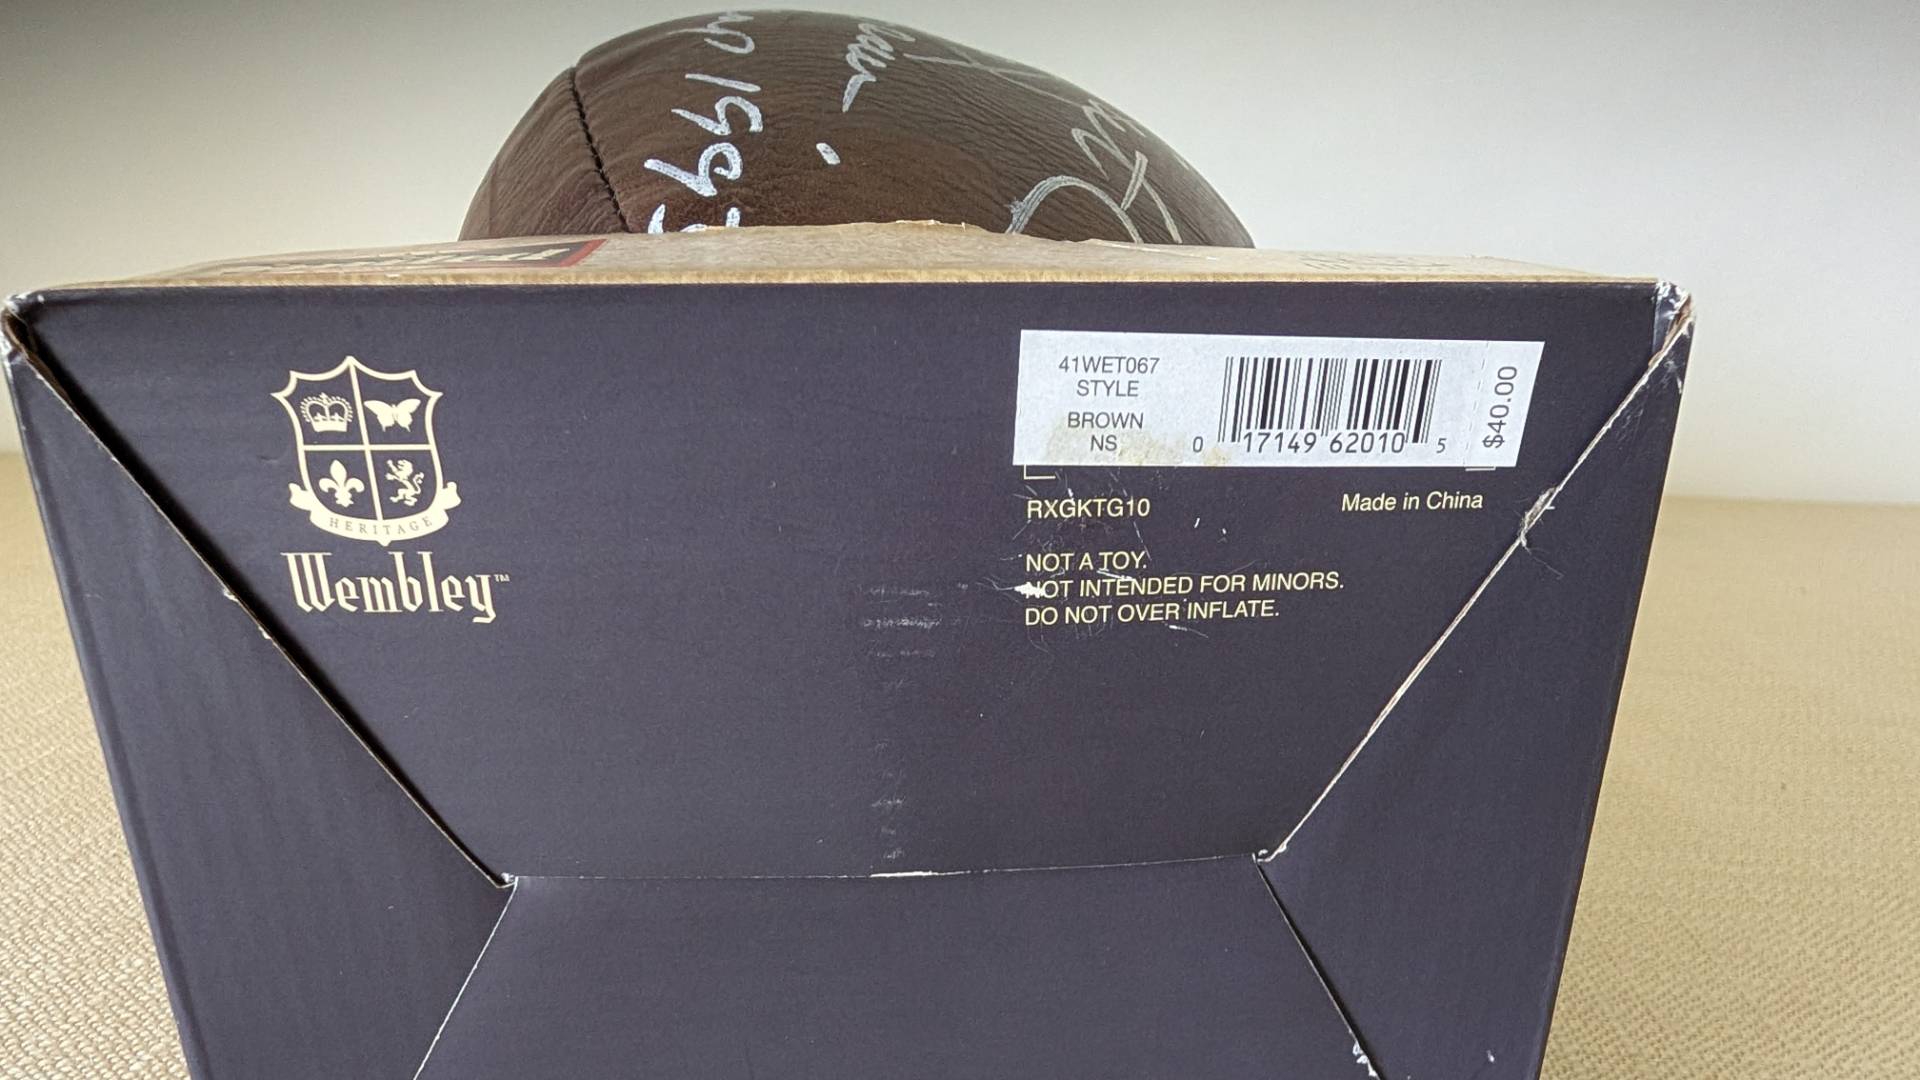 1993
HERITAGE
Wembley™
41WET067
STYLE
BROWN
NS
0 17149 62010 5
$40.00
RXGKTG10
Made in China
NOT A TOY.
NOT INTENDED FOR MINORS.
DO NOT OVER INFLATE.